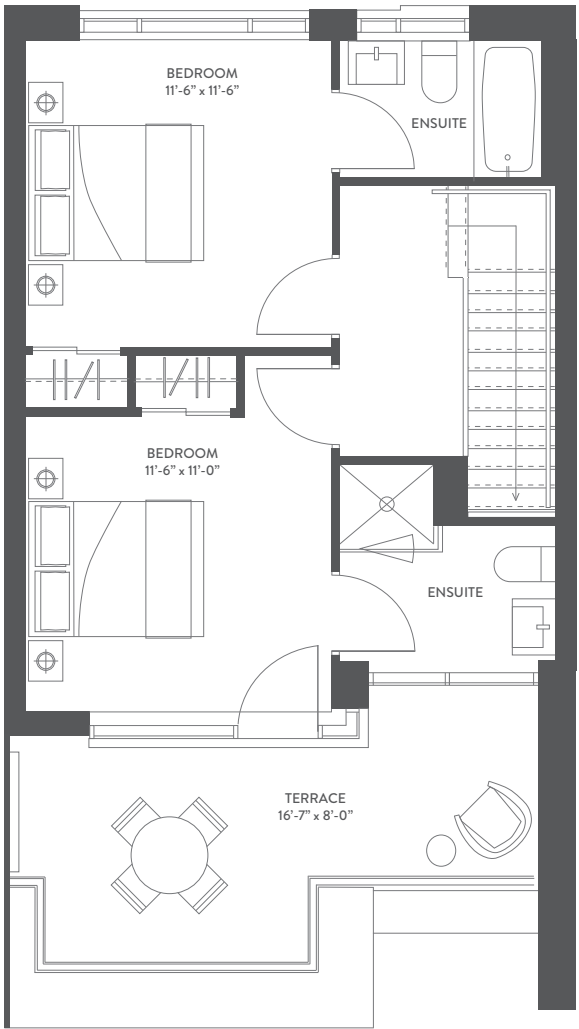 BEDROOM
11'-6” x 11'-6”
ENSUITE
BEDROOM
11'-6” x 11'-0”
ENSUITE
TERRACE
16'-7” x 8'-0”